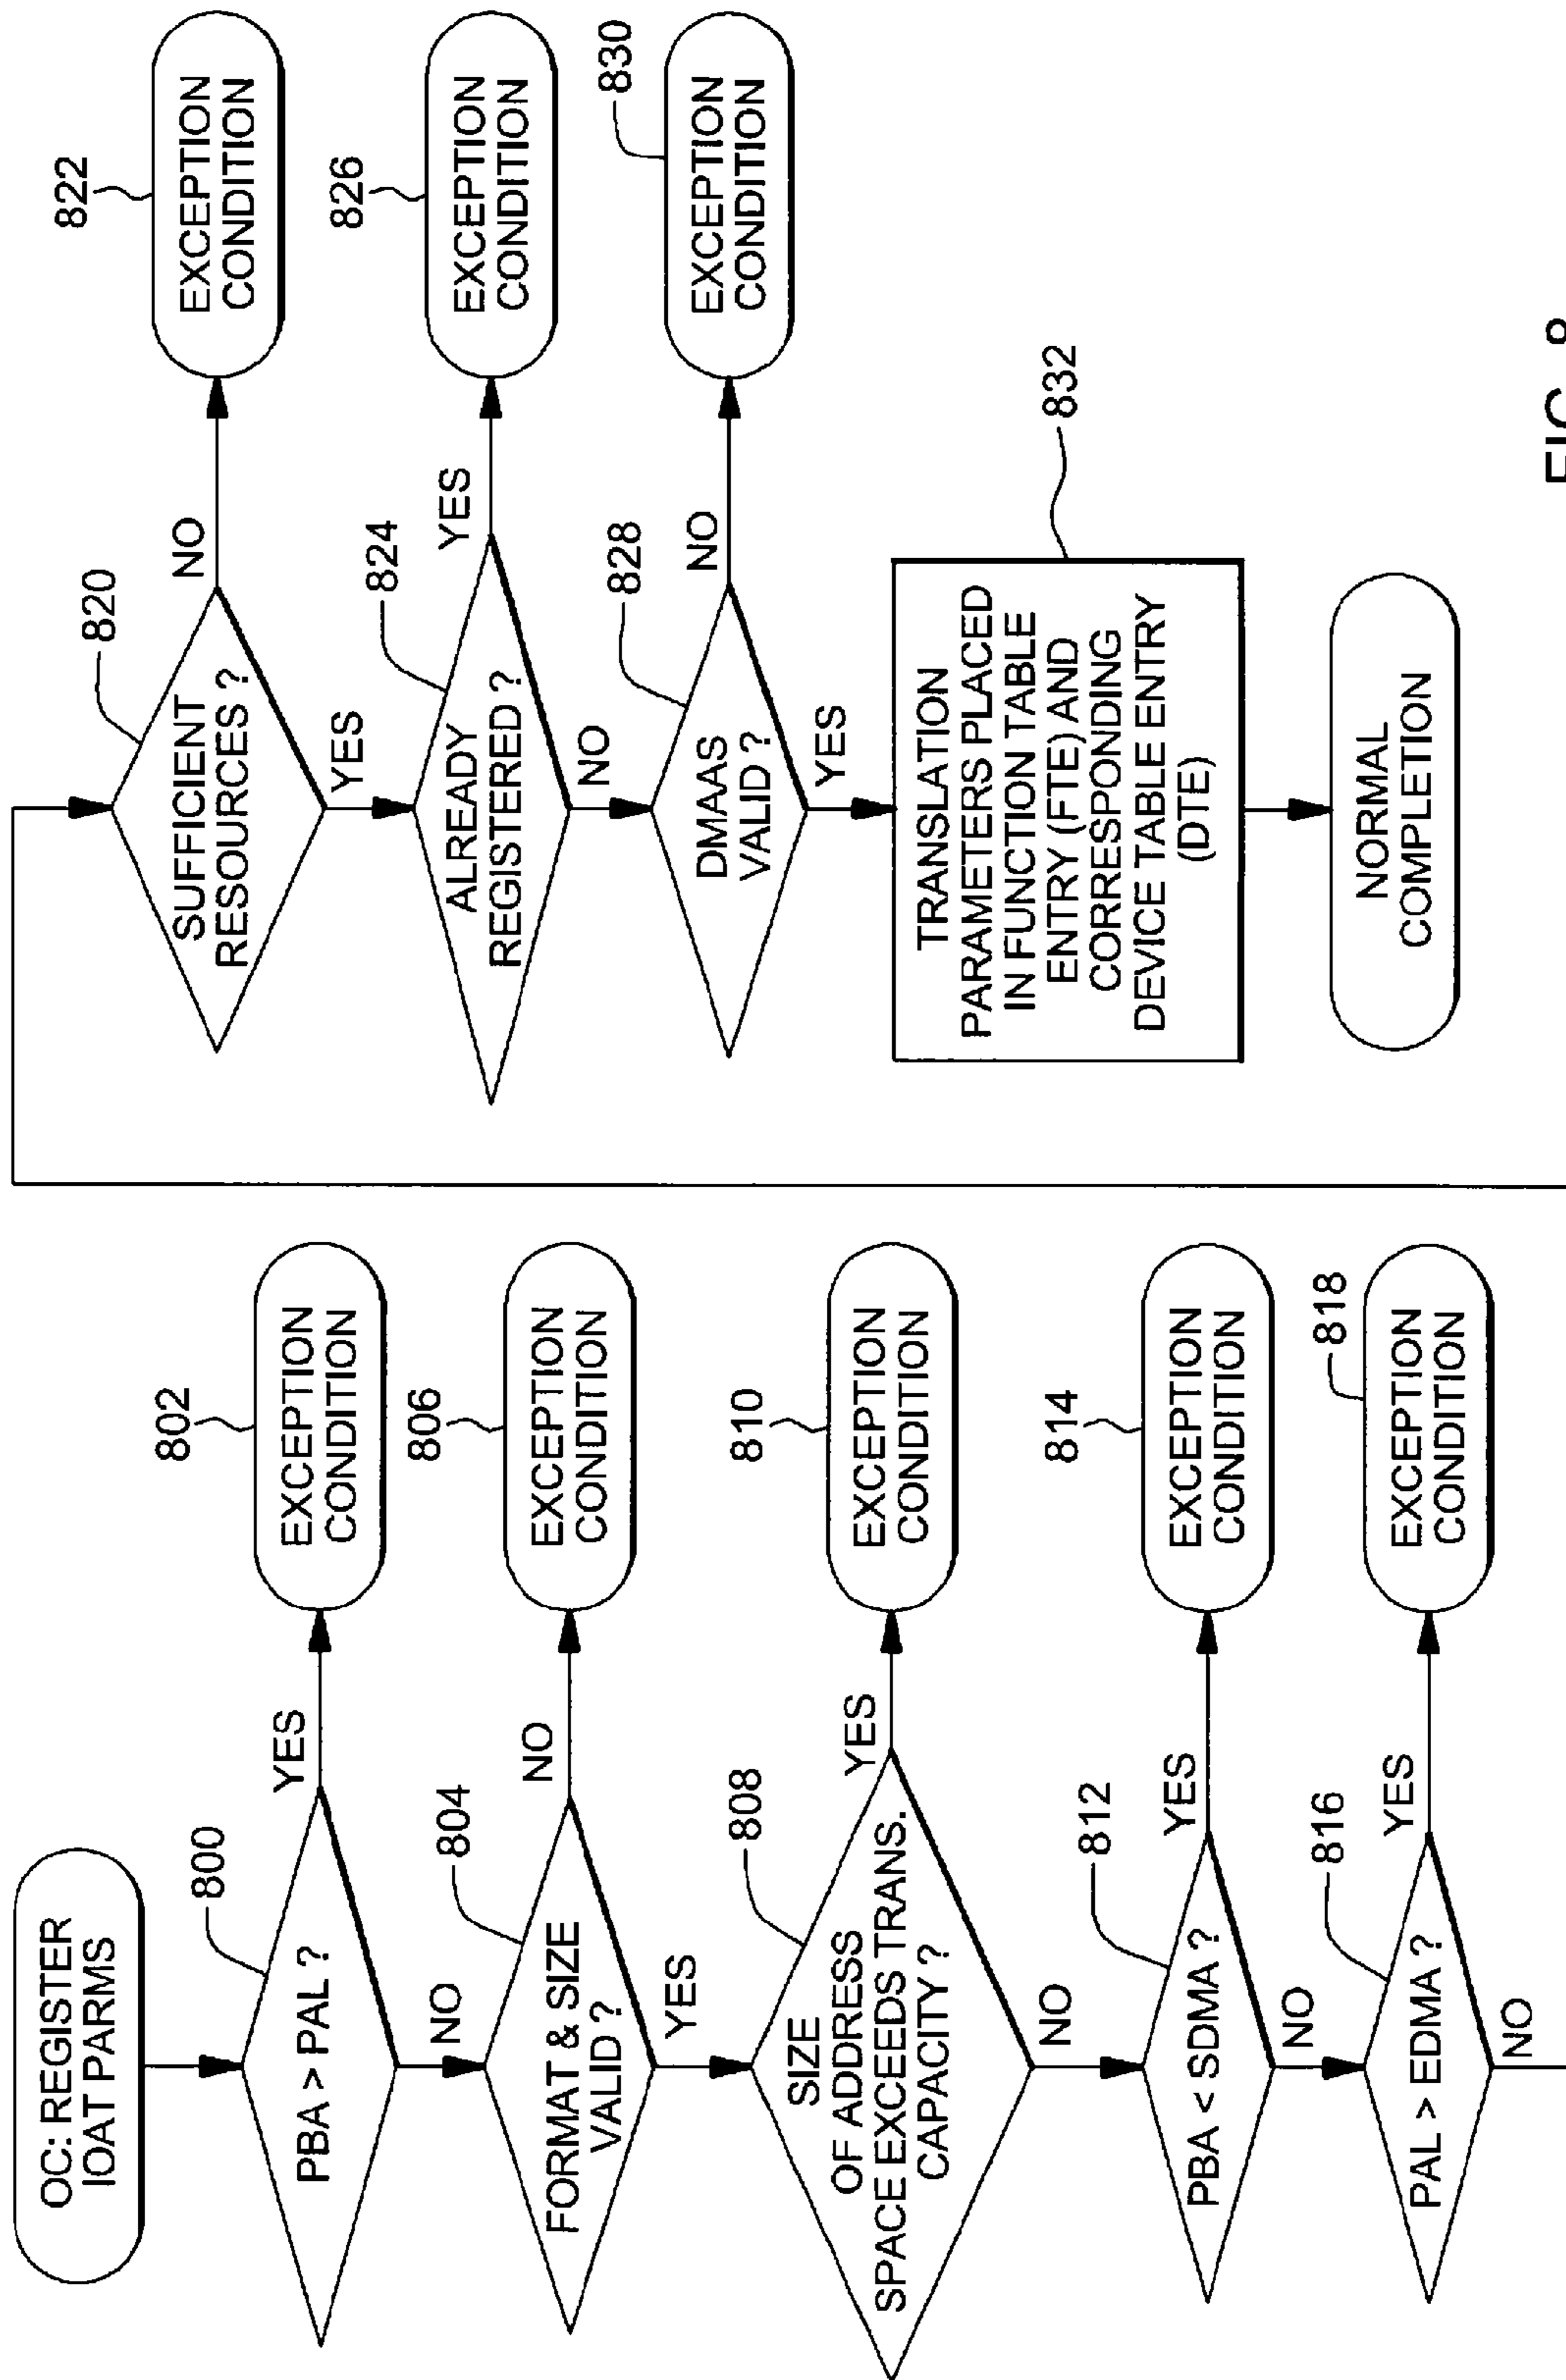 OC: REGISTER
IOAT PARMS
800
PBA > PAL ?
YES
802
EXCEPTION
CONDITION
NO
804
FORMAT & SIZE
VALID ?
NO
806
EXCEPTION
CONDITION
YES
808
SIZE
OF ADDRESS
SPACE EXCEEDS TRANS.
CAPACITY ?
YES
810
EXCEPTION
CONDITION
NO
812
PBA < SDMA ?
YES
814
EXCEPTION
CONDITION
NO
816
PAL > EDMA ?
YES
818
EXCEPTION
CONDITION
NO
820
SUFFICIENT
RESOURCES ?
NO
822
EXCEPTION
CONDITION
YES
824
ALREADY
REGISTERED ?
YES
826
EXCEPTION
CONDITION
NO
828
DMAAS
VALID ?
NO
830
EXCEPTION
CONDITION
YES
832
TRANSLATION
PARAMETERS PLACED
IN FUNCTION TABLE
ENTRY (FTE) AND
CORRESPONDING
DEVICE TABLE ENTRY
(DTE)
NORMAL
COMPLETION
FIG. 8